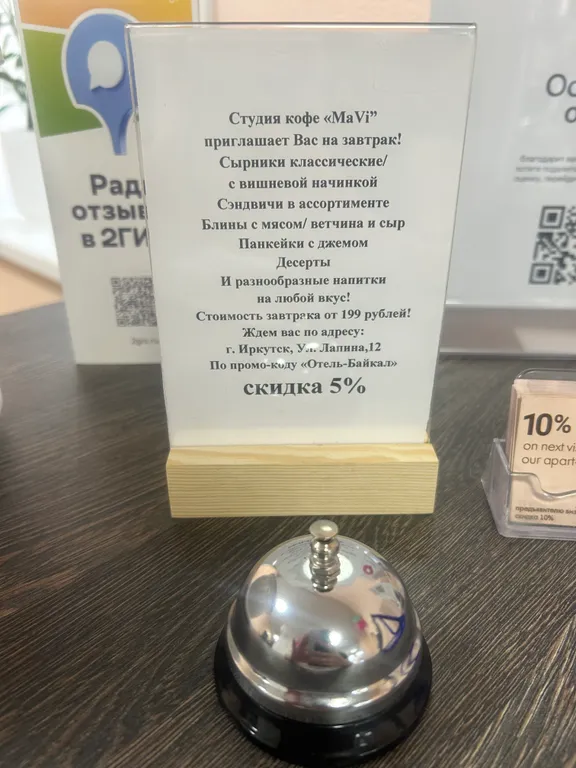 Студия кофе «MaVi”
приглашает Вас на завтрак!
Сырники классические/
с вишневой начинкой
Сэндвичи в ассортименте
Блины с мясом/ ветчина и сыр
Панкейки с джемом
Десерты
И разнообразные напитки
на любой вкус!
Стоимость завтрака от 199 рублей!
Ждем вас по адресу:
г. Иркутск, Ул. Лапина,12
По промо-коду «Отель-Байкал»
скидка 5%
отзыв
в 2ГИ
10%
on next vi
our apart-
скидка 10%